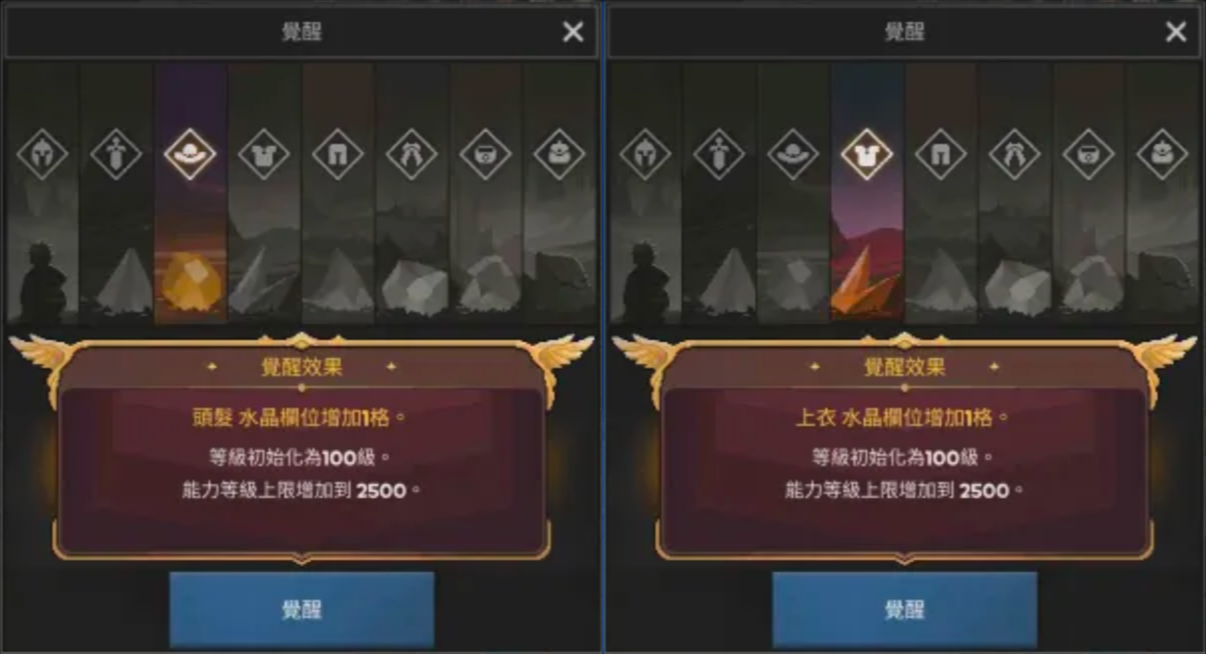 覺醒
覺醒效果
頭髮 水晶欄位增加1格。
等級初始化為100級。
能力等級上限增加到 2500。
覺醒
覺醒
覺醒效果
上衣 水晶欄位增加1格。
等級初始化為100級。
能力等級上限增加到 2500。
覺醒